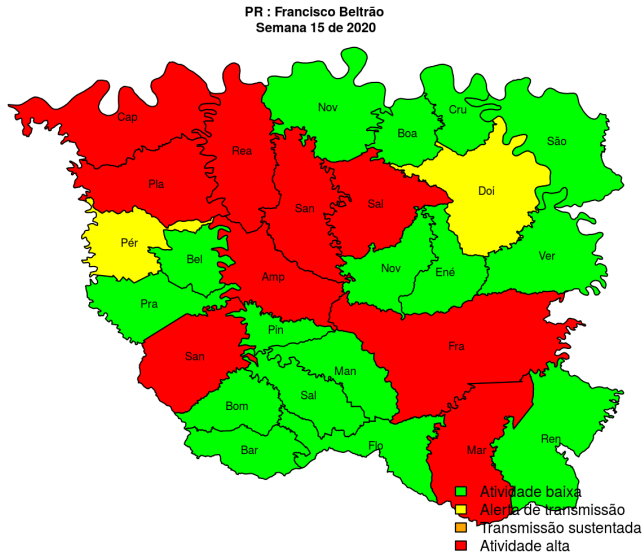 PR : Francisco Beltrão
Semana 15 de 2020
Cap
Nov
Cru
Boa
São
Rea
Pla
Doi
San
Sal
Pér
Bel
Ver
Nov
Ené
Amp
Pra
Pin
Fra
San
Man
Sal
Bom
Ren
Flo
Bar
Mar
Atividade baixa
Alerta de transmissão
Transmissão sustentada
Atividade alta